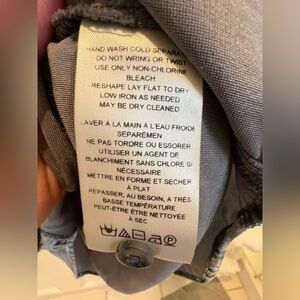 HAND WASH COLD SEPARATE
DO NOT WRING OR TWIST
USE ONLY NON-CHLORINE
BLEACH
RESHAPE LAY FLAT TO DRY
LOW IRON AS NEEDED
MAY BE DRY CLEANED
LAVER À LA MAIN À L'EAU FROIDE
SÉPARÉMEN
NE PAS TORDRE OU ESSORER
UTILISER UN AGENT DE
BLANCHIMENT SANS CHLORE SI
NÉCESSAIRE
METTRE EN FORME ET SECHER
À PLAT
REPASSER, AU BESOIN, A TRÉS
BASSE TEMPÉRATURE
PEUT-ÊTRE ÊTRE NETTOYÉE
À SEC